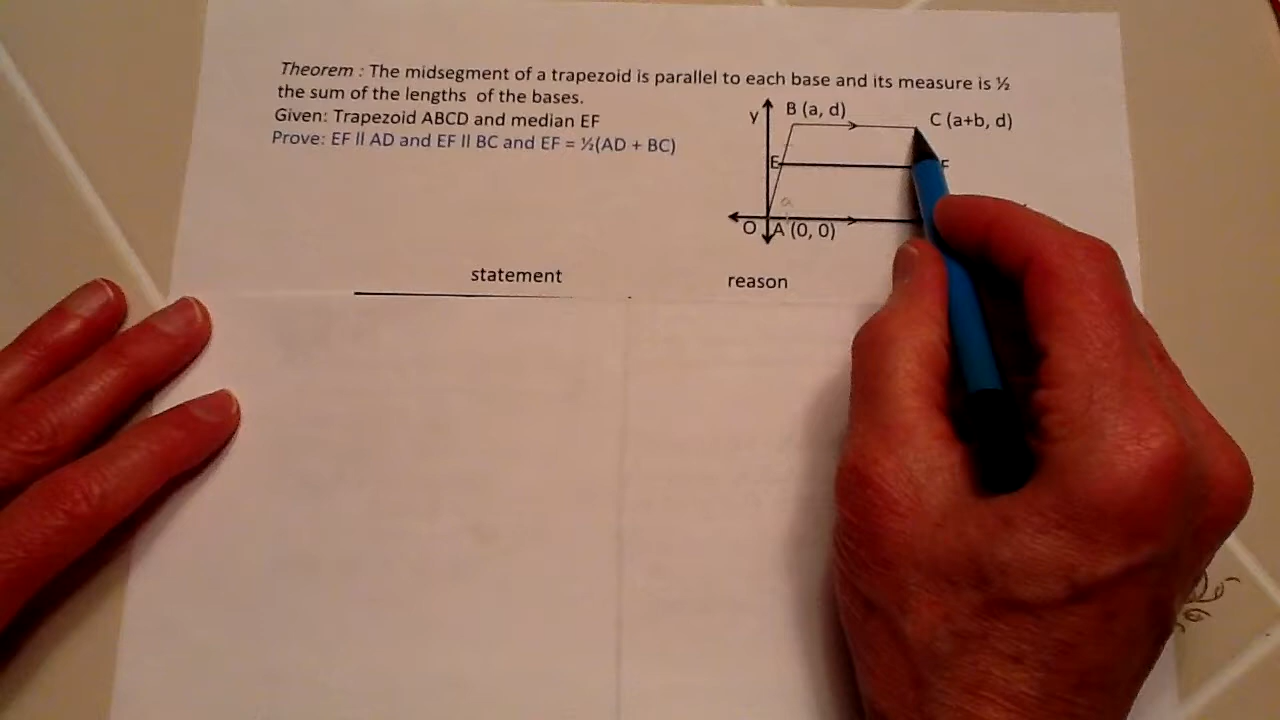 Theorem : The midsegment of a trapezoid is parallel to each base and its measure is ½
the sum of the lengths of the bases.
Given: Trapezoid ABCD and median EF
Prove: EF ll AD and EF ll BC and EF = ½(AD + BC)
y
B (a, d)
C (a+b, d)
E
F
a
O
A (0, 0)
statement
reason